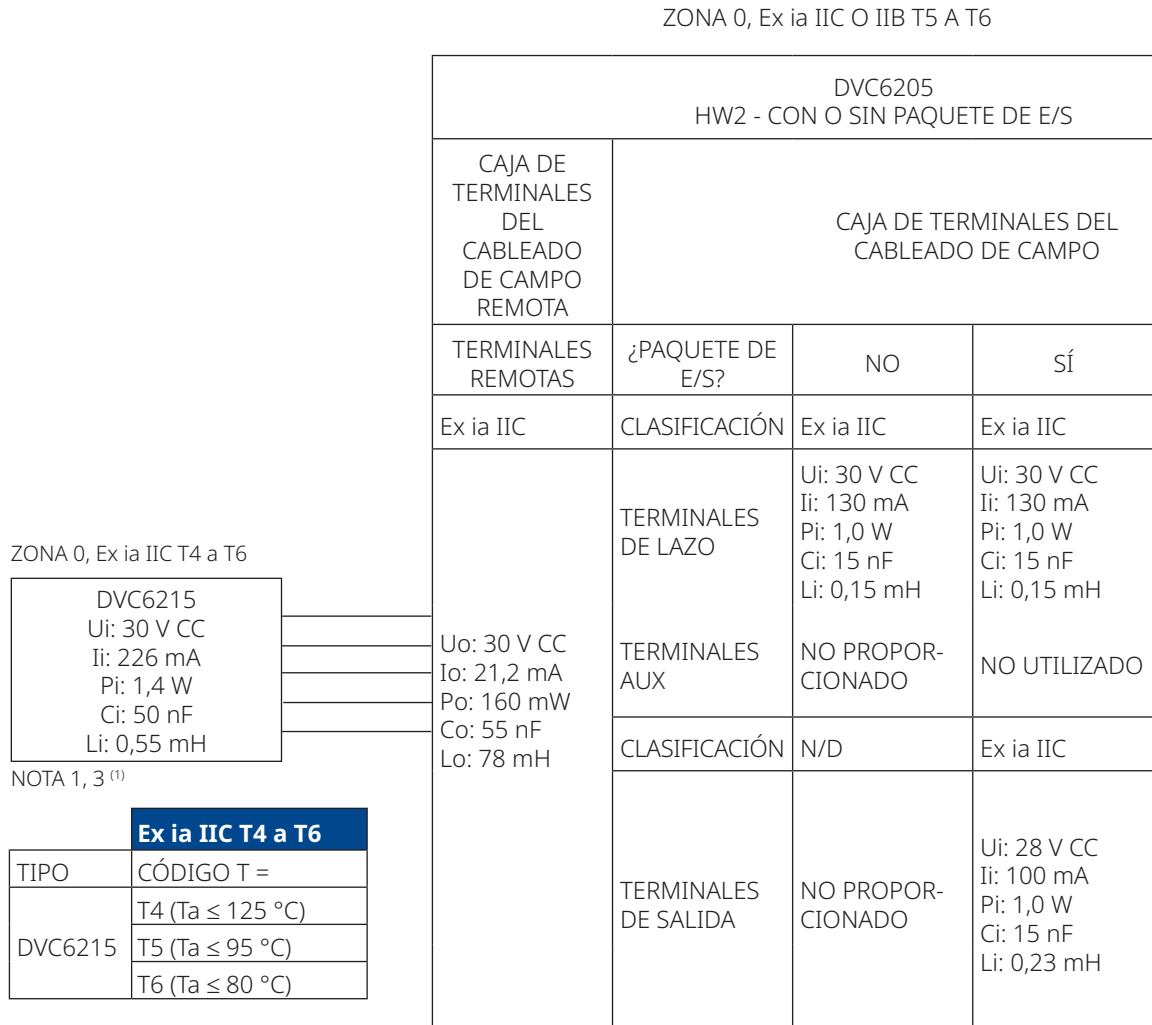 ZONA 0, Ex ia IIC O IIB T5 A T6
DVC6205
HW2 - CON O SIN PAQUETE DE E/S
CAJA DE
TERMINALES
DEL
CABLEADO
DE CAMPO
REMOTA
CAJA DE TERMINALES DEL
CABLEADO DE CAMPO
TERMINALES
REMOTAS
¿PAQUETE DE
E/S?
NO
SÍ
Ex ia IIC
CLASIFICACIÓN
Ex ia IIC
Ex ia IIC
Uo: 30 V CC
Io: 21,2 mA
Po: 160 mW
Co: 55 nF
Lo: 78 mH
TERMINALES
DE LAZO
Ui: 30 V CC
Ii: 130 mA
Pi: 1,0 W
Ci: 15 nF
Li: 0,15 mH
Ui: 30 V CC
Ii: 130 mA
Pi: 1,0 W
Ci: 15 nF
Li: 0,15 mH
TERMINALES
AUX
NO PROPOR-
CIONADO
NO UTILIZADO
CLASIFICACIÓN
N/D
Ex ia IIC
TERMINALES
DE SALIDA
NO PROPOR-
CIONADO
Ui: 28 V CC
Ii: 100 mA
Pi: 1,0 W
Ci: 15 nF
Li: 0,23 mH
ZONA 0, Ex ia IIC T4 a T6
DVC6215
Ui: 30 V CC
Ii: 226 mA
Pi: 1,4 W
Ci: 50 nF
Li: 0,55 mH
NOTA 1, 3 (1)
Ex ia IIC T4 a T6
TIPO
CÓDIGO T =
DVC6215
T4 (Ta ≤ 125 °C)
T5 (Ta ≤ 95 °C)
T6 (Ta ≤ 80 °C)